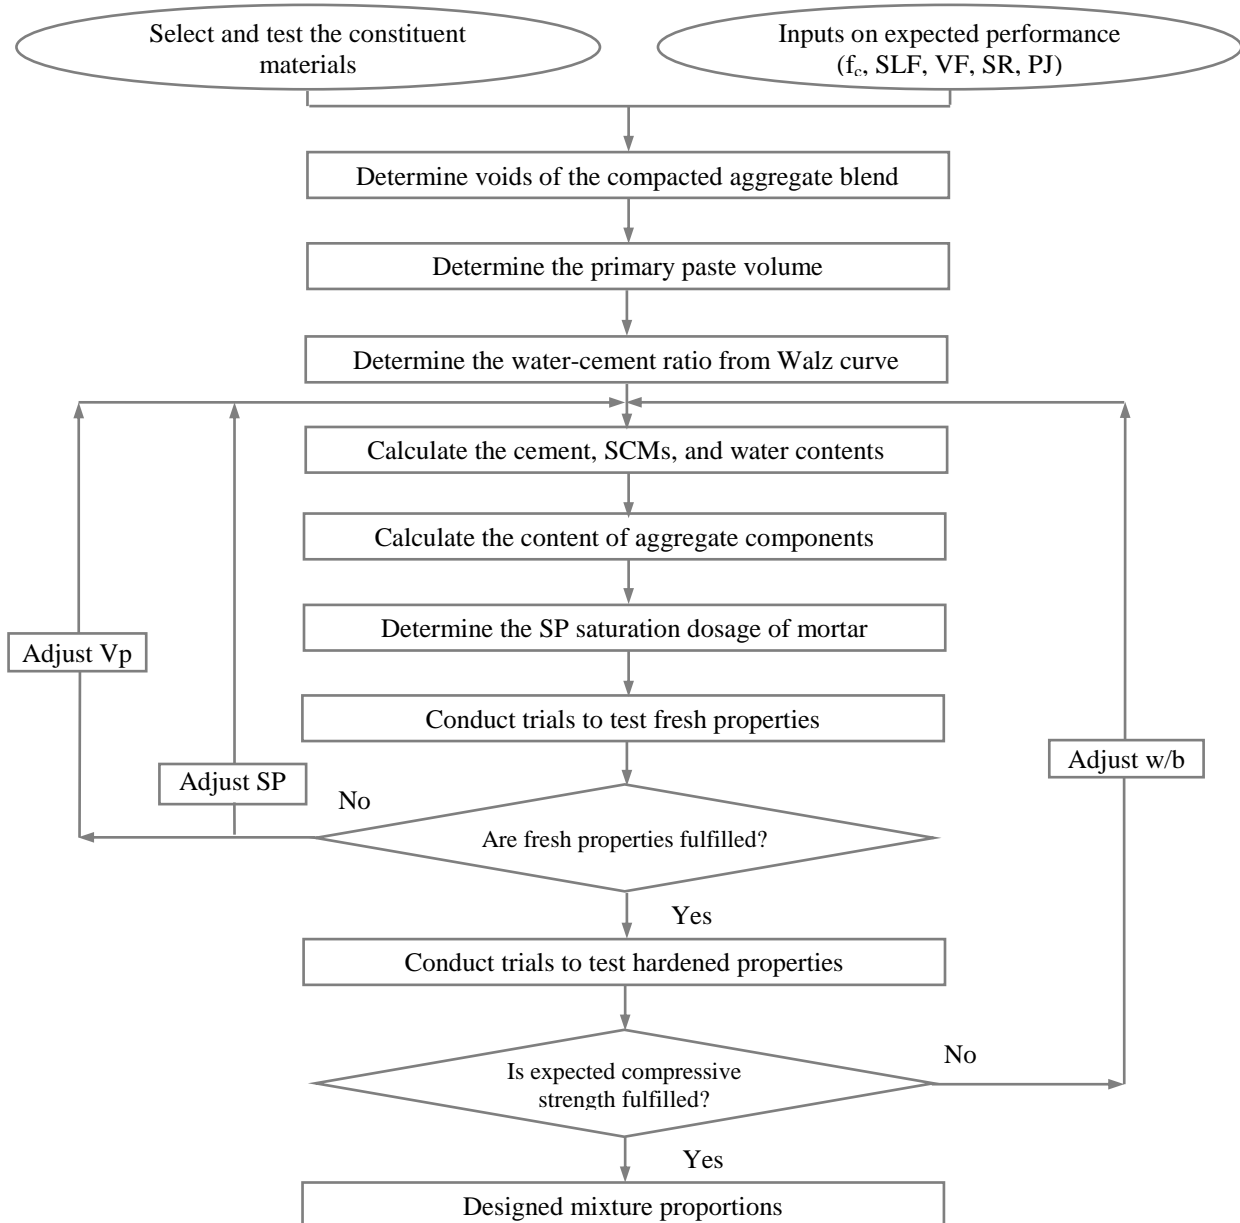 Select and test the constituent
materials
Inputs on expected performance
(fc, SLF, VF, SR, PJ)
Determine voids of the compacted aggregate blend
Determine the primary paste volume
Determine the water-cement ratio from Walz curve
Calculate the cement, SCMs, and water contents
Calculate the content of aggregate components
Determine the SP saturation dosage of mortar
Adjust Vp
Conduct trials to test fresh properties
Adjust w/b
Adjust SP
No
Are fresh properties fulfilled?
Yes
Conduct trials to test hardened properties
No
Is expected compressive
strength fulfilled?
Yes
Designed mixture proportions